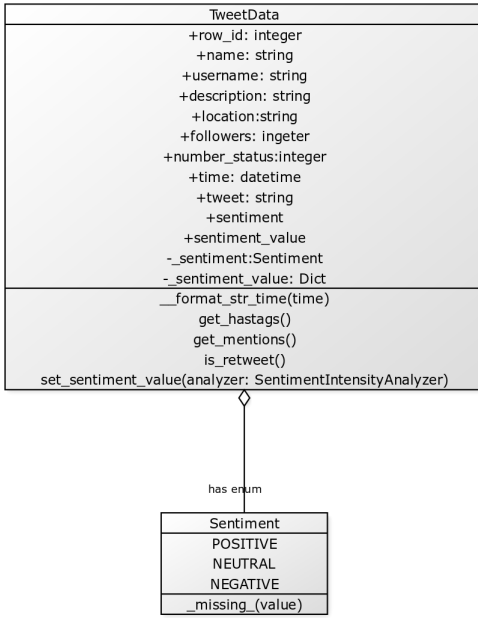 TweetData
+row_id: integer
+name: string
+username: string
+description: string
+location:string
+followers: ingeter
+number_status:integer
+time: datetime
+tweet: string
+sentiment
+sentiment_value
-_sentiment:Sentiment
-_sentiment_value: Dict
__format_str_time(time)
get_hastags()
get_mentions()
is_retweet()
set_sentiment_value(analyzer: SentimentIntensityAnalyzer)
has enum
Sentiment
POSITIVE
NEUTRAL
NEGATIVE
_missing_(value)